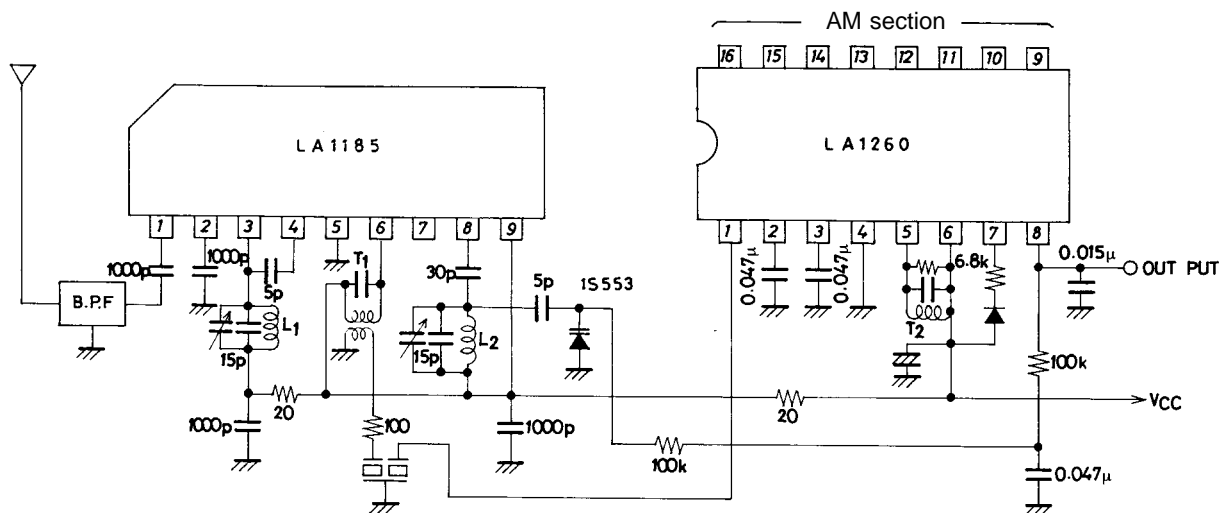 AM section
16 15 14 13 12 11 10 9
LA1185
LA1260
1 2 3 4 5 6 7 8 9
1 2 3 4 5 6 7 8
1000p
1000p
5p
T1
30p
5p
1S553
0.047μ
0.047μ
6.8k
0.015μ
OUT PUT
B.P.F
L1
15p
15p
L2
T2
100k
20
20
VCC
1000p
100
1000p
100k
0.047μ